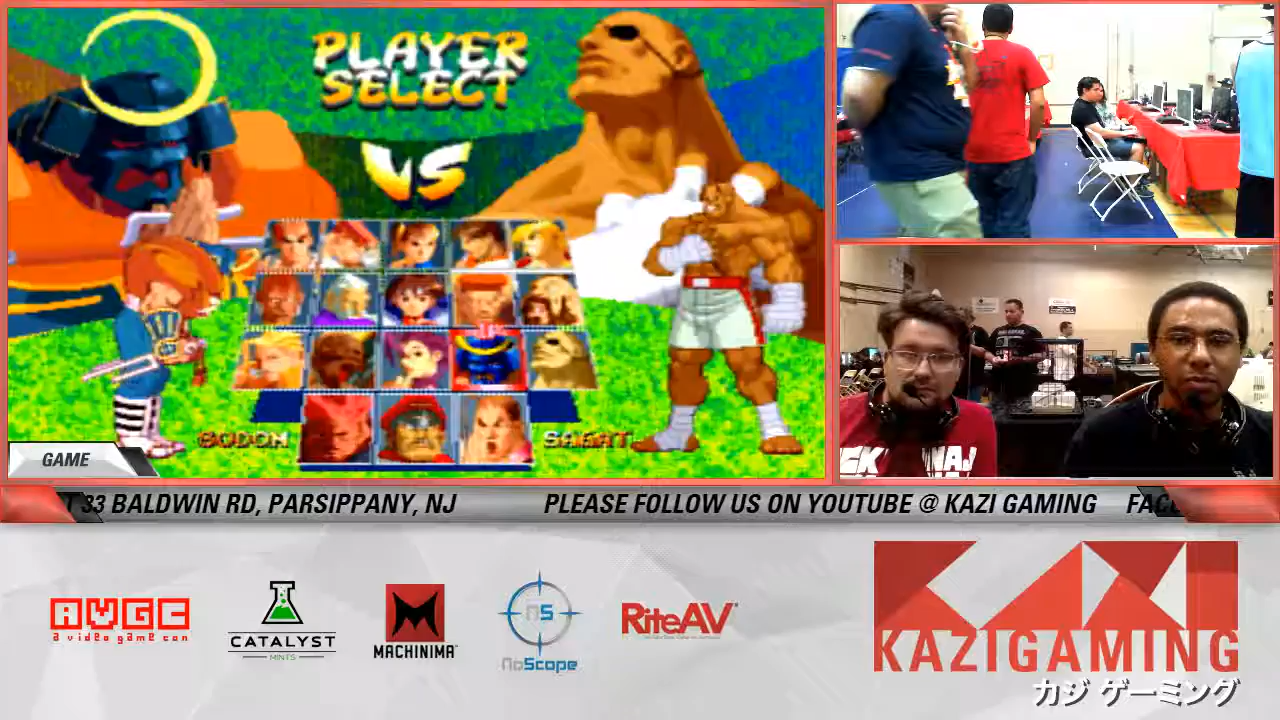 PLAYER
SELECT
VS
SODOM
SAGAT
GAME
33 BALDWIN RD, PARSIPPANY, NJ PLEASE FOLLOW US ON YOUTUBE @ KAZI GAMING
AVGC
a video game con
CATALYST
MINTS
MACHINIMA
NS
NoScope
RiteAV
KAZIGAMING
カジ ゲーミング